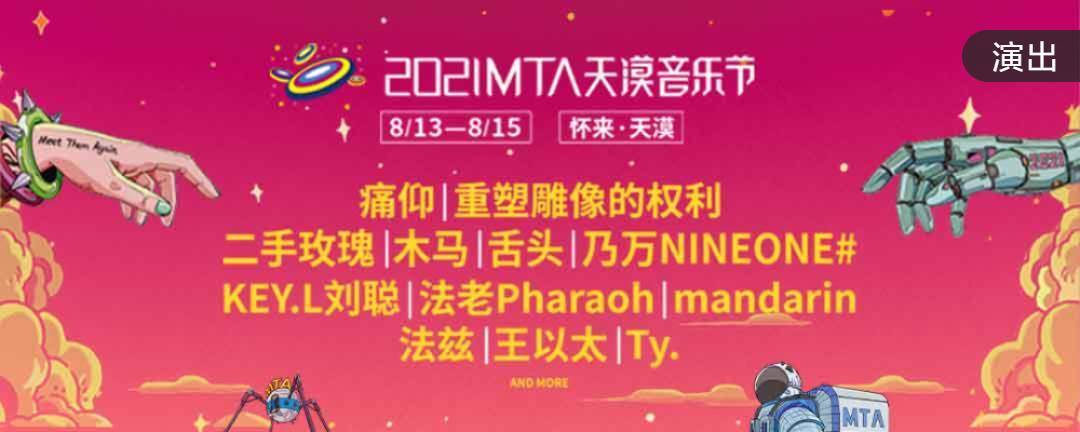 演出
2021MTA天漠音乐节
8/13—8/15 怀来·天漠
Meet Them Again
痛仰|重塑雕像的权利
二手玫瑰|木马|舌头|乃万NINEONE#
KEY.L刘聪|法老Pharaoh|mandarin
法兹|王以太|Ty.
AND MORE
MTA
MTA